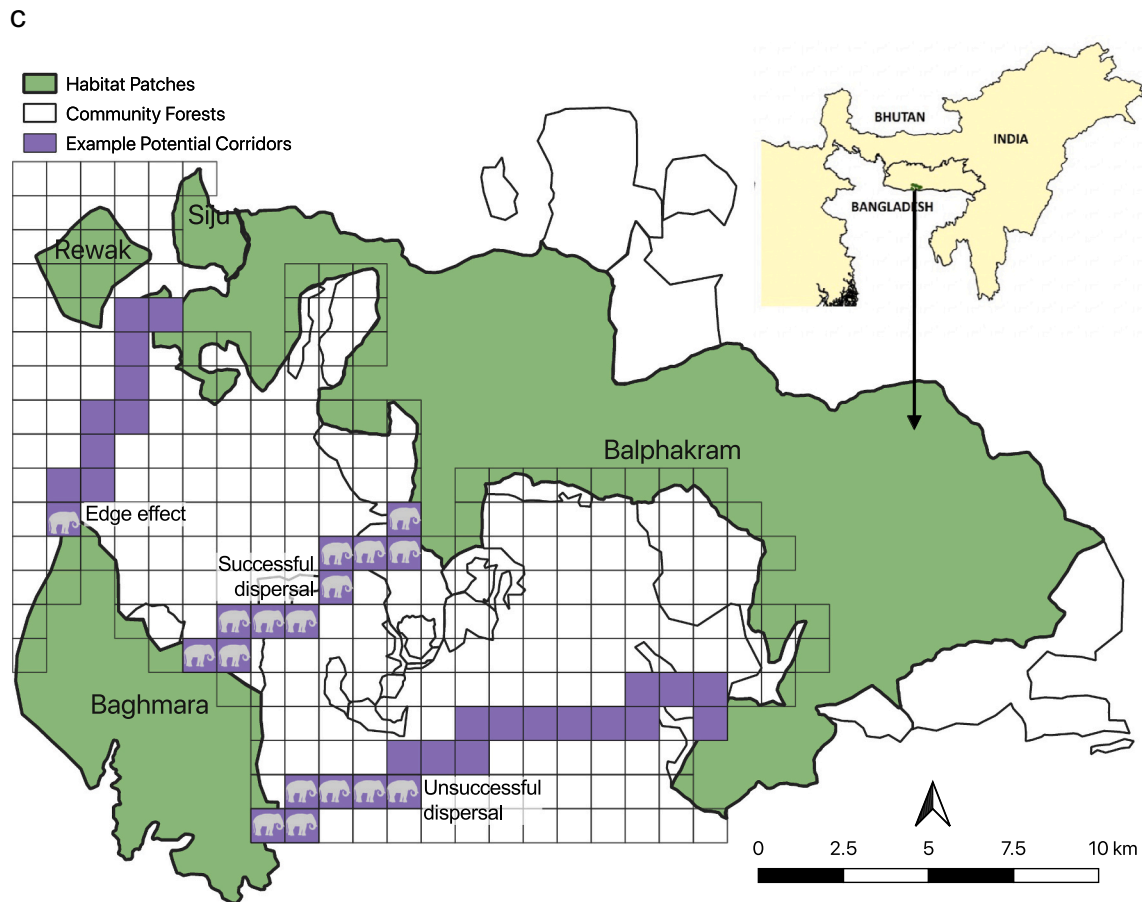 C
Habitat Patches
Community Forests
Example Potential Corridors
BHUTAN
INDIA
BANGLADESH
Siju
Rewak
Balphakram
Edge effect
Successful
dispersal
Baghmara
Unsuccessful
dispersal
0 2.5 5 7.5 10 km